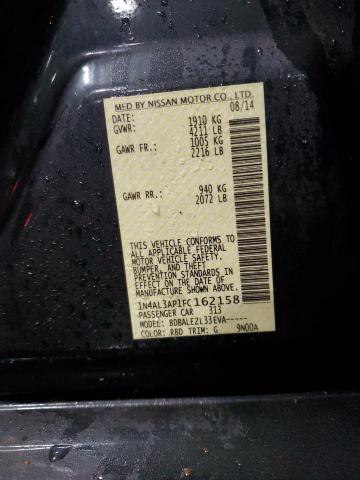 MFD BY NISSAN MOTOR CO., LTD.
DATE: 08/14
GVWR: 1910 KG
4211 LB
GAWR FR.: 1005 KG
2216 LB
GAWR RR.: 940 KG
2072 LB
THIS VEHICLE CONFORMS TO
ALL APPLICABLE FEDERAL
MOTOR VEHICLE SAFETY,
BUMPER, AND THEFT
PREVENTION STANDARDS IN
EFFECT ON THE DATE OF
MANUFACTURE SHOWN ABOVE.
1N4AL3AP1FC162158
PASSENGER CAR 313
MODEL: BDBALEZL33EVA-----
COLOR: RBD TRIM: G 9N00A